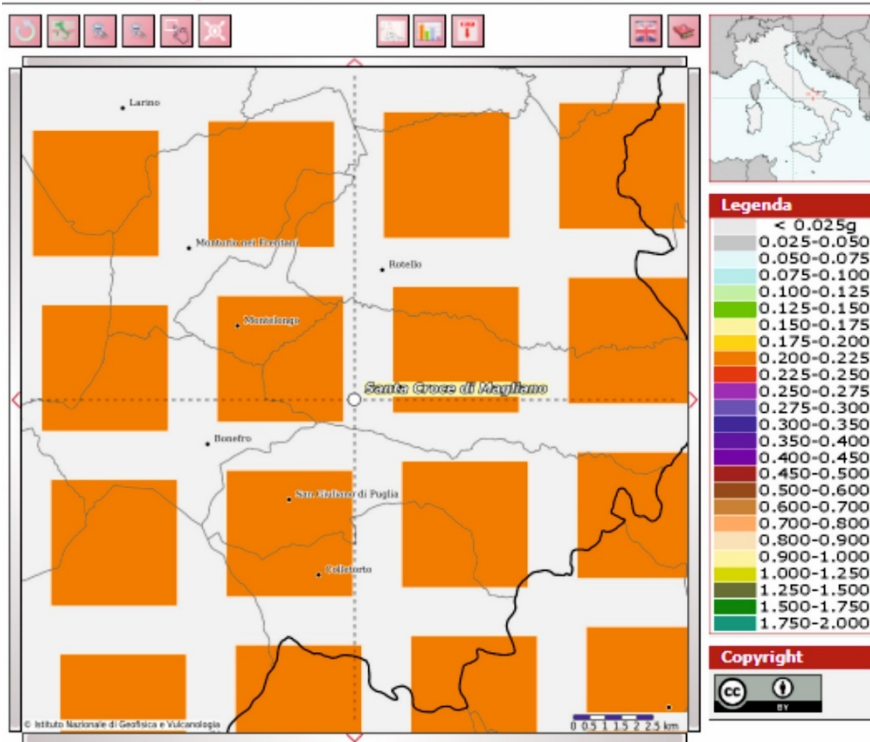 Larino
Montorio nei Frentani
Rotello
Montelongo
Santa Croce di Magliano
Bonefro
San Giuliano di Puglia
Colletorto
© Istituto Nazionale di Geofisica e Vulcanologia
0 0.5 1 1.5 2 2.5 km
Legenda
< 0.025g
0.025-0.050
0.050-0.075
0.075-0.100
0.100-0.125
0.125-0.150
0.150-0.175
0.175-0.200
0.200-0.225
0.225-0.250
0.250-0.275
0.275-0.300
0.300-0.350
0.350-0.400
0.400-0.450
0.450-0.500
0.500-0.600
0.600-0.700
0.700-0.800
0.800-0.900
0.900-1.000
1.000-1.250
1.250-1.500
1.500-1.750
1.750-2.000
Copyright
cc
BY